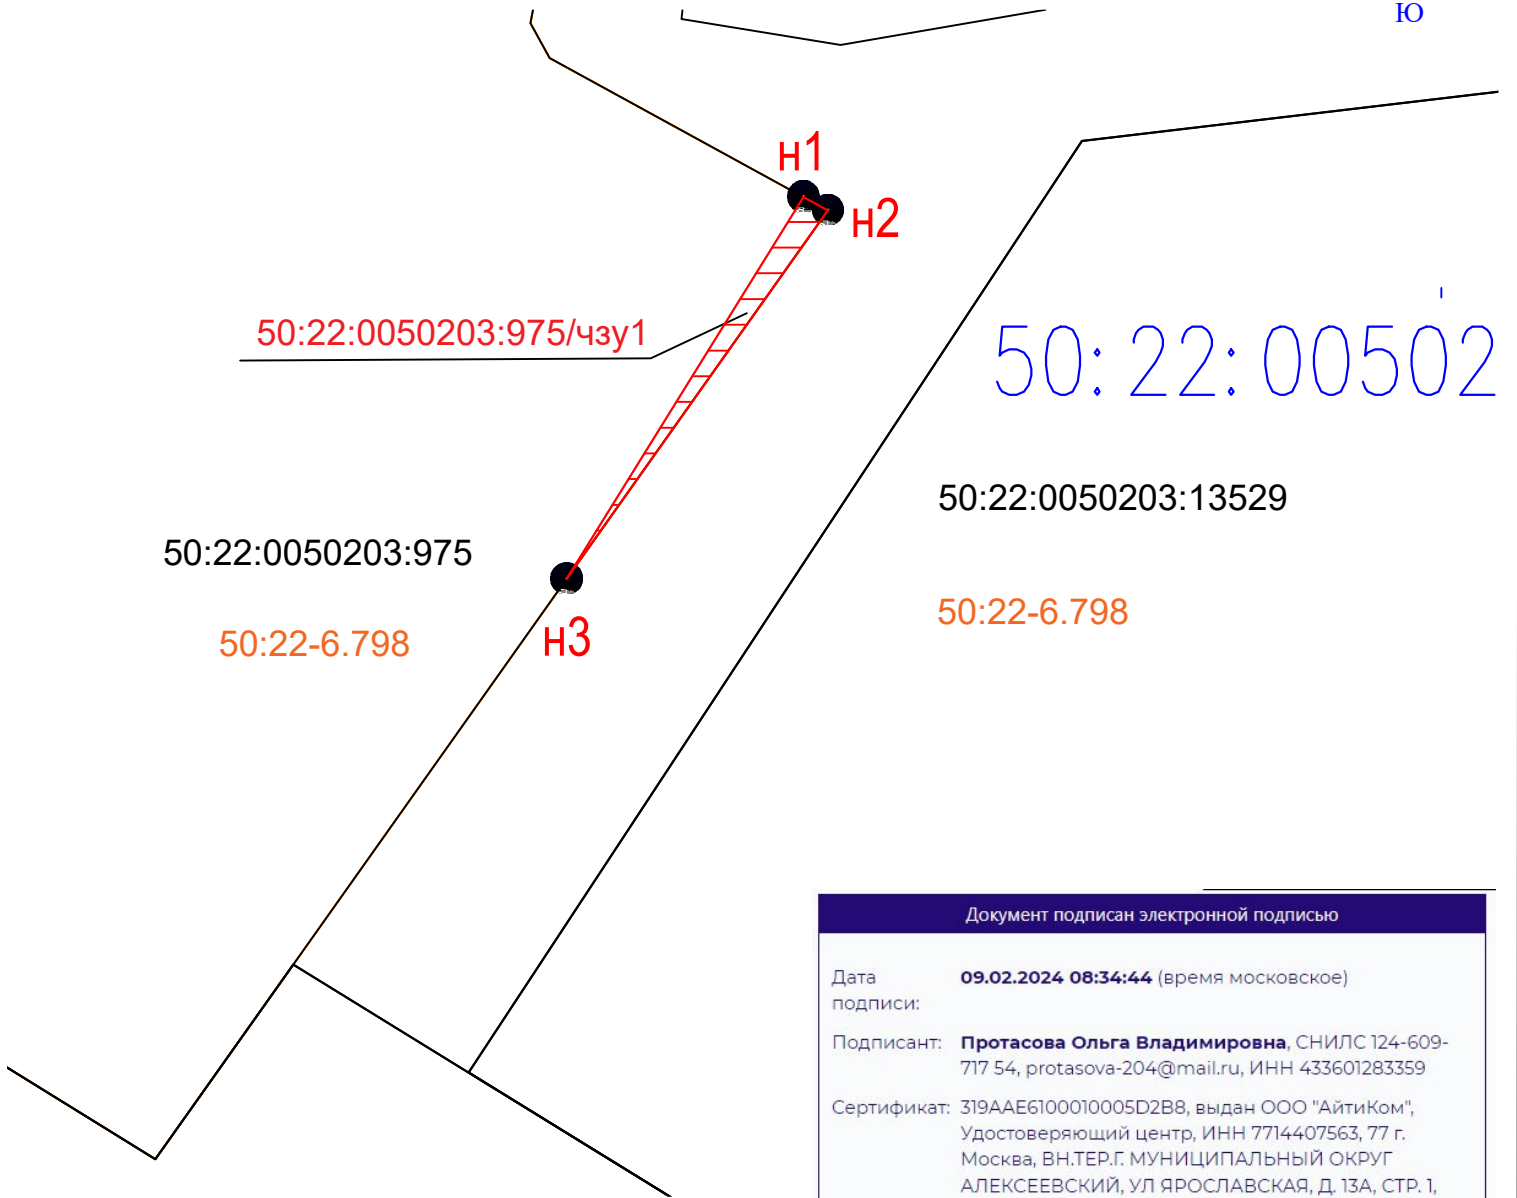 Ю
н1
н2
50:22:0050203:975/чзу1
50:22:00502
50:22:0050203:13529
50:22:0050203:975
50:22-6.798
н3
50:22-6.798
Документ подписан электронной подписью
Дата подписи: 09.02.2024 08:34:44 (время московское)
Подписант: Протасова Ольга Владимировна, СНИЛС 124-609-
717 54, protasova-204@mail.ru, ИНН 433601283359
Сертификат: 319AAE6100010005D2B8, выдан ООО "АйтиКом",
Удостоверяющий центр, ИНН 7714407563, 77 г.
Москва, ВН.ТЕР.Г. МУНИЦИПАЛЬНЫЙ ОКРУГ
АЛЕКСЕЕВСКИЙ, УЛ ЯРОСЛАВСКАЯ, Д. 13А, СТР. 1,